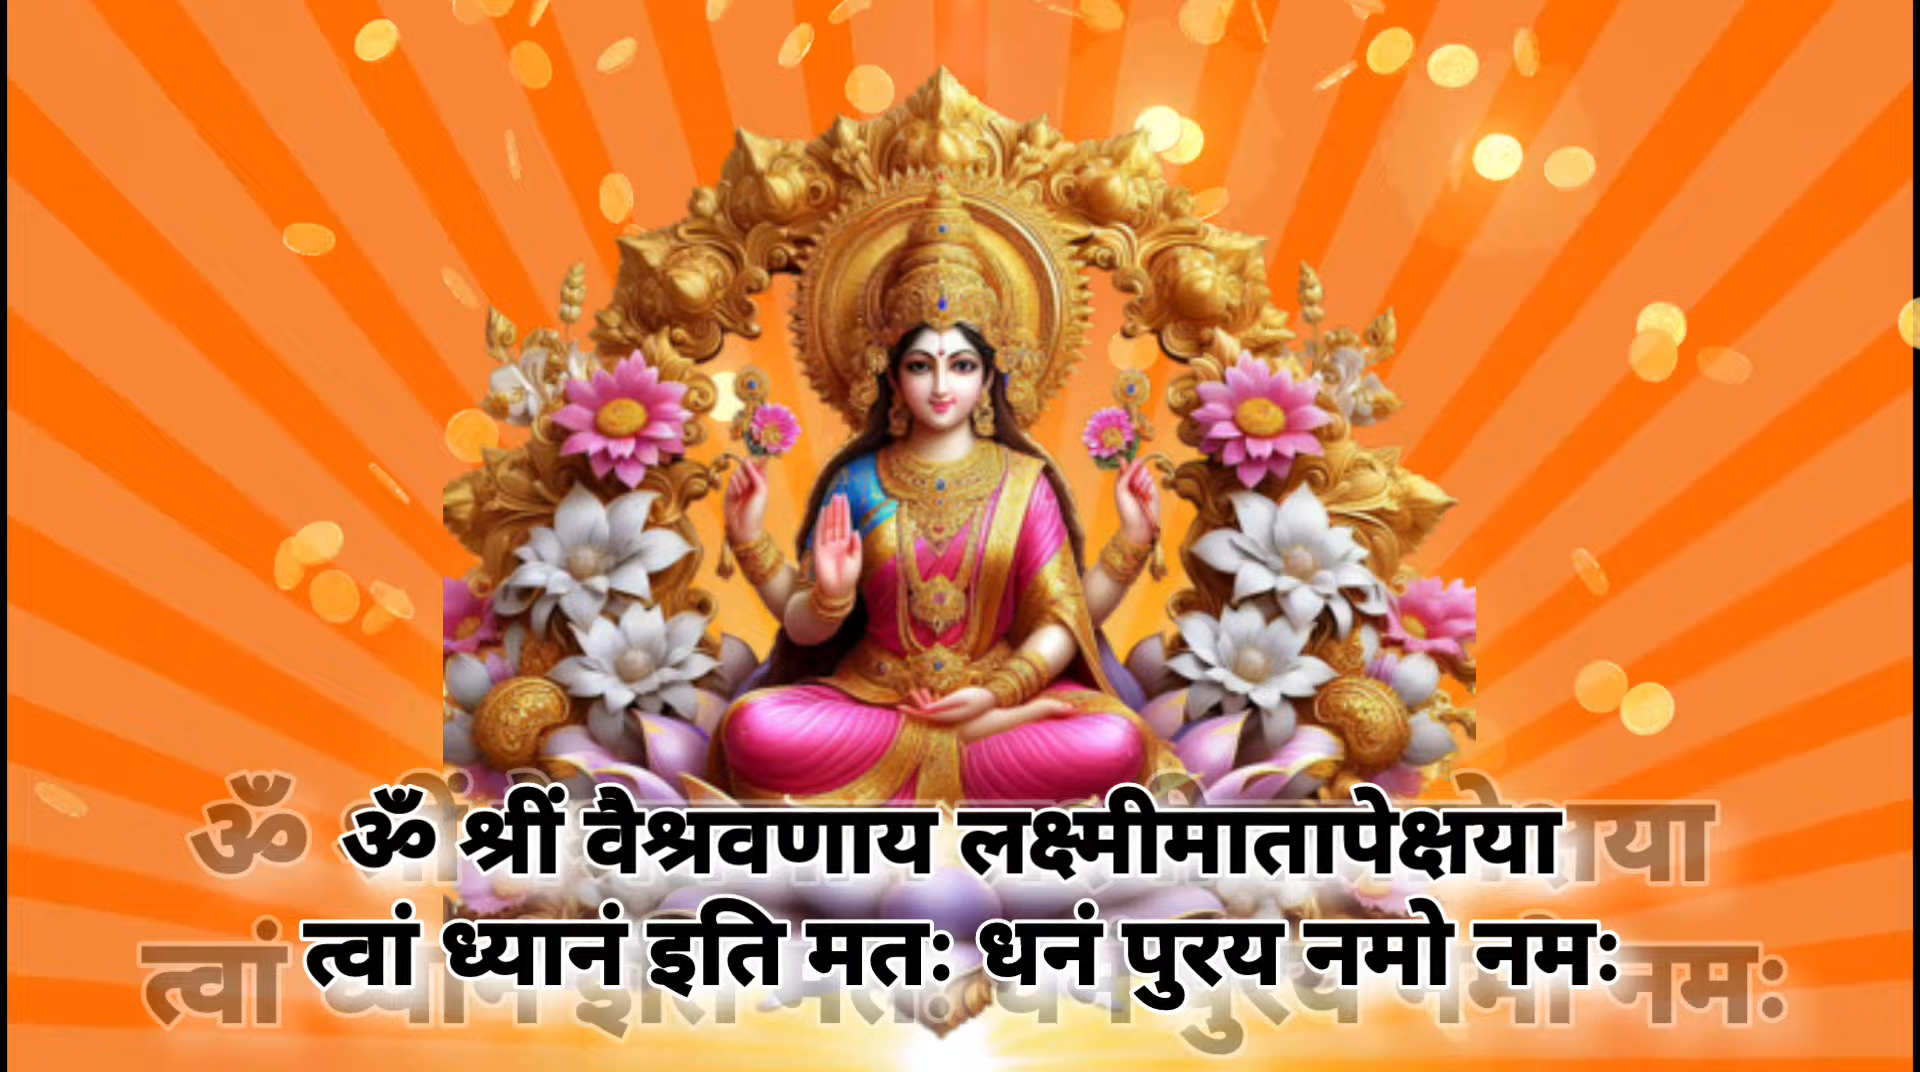 ॐ श्रीं वैश्रवणाय लक्ष्मीमातापेक्षया
त्वां ध्यानं इति मतः धनं पुरय नमो नमः